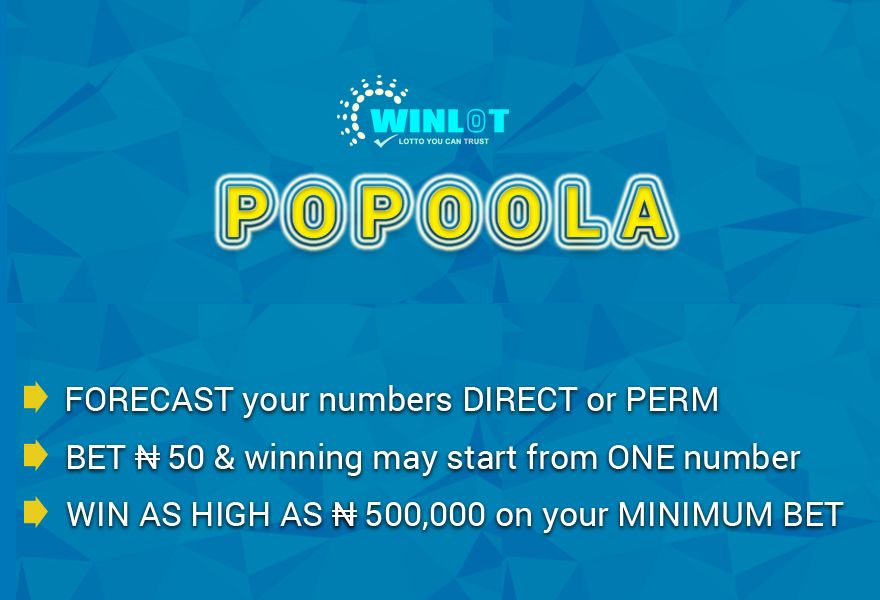 WINLOT
LOTTO YOU CAN TRUST
POPOOLA
FORECAST your numbers DIRECT or PERM
BET ₦ 50 & winning may start from ONE number
WIN AS HIGH AS ₦ 500,000 on your MINIMUM BET